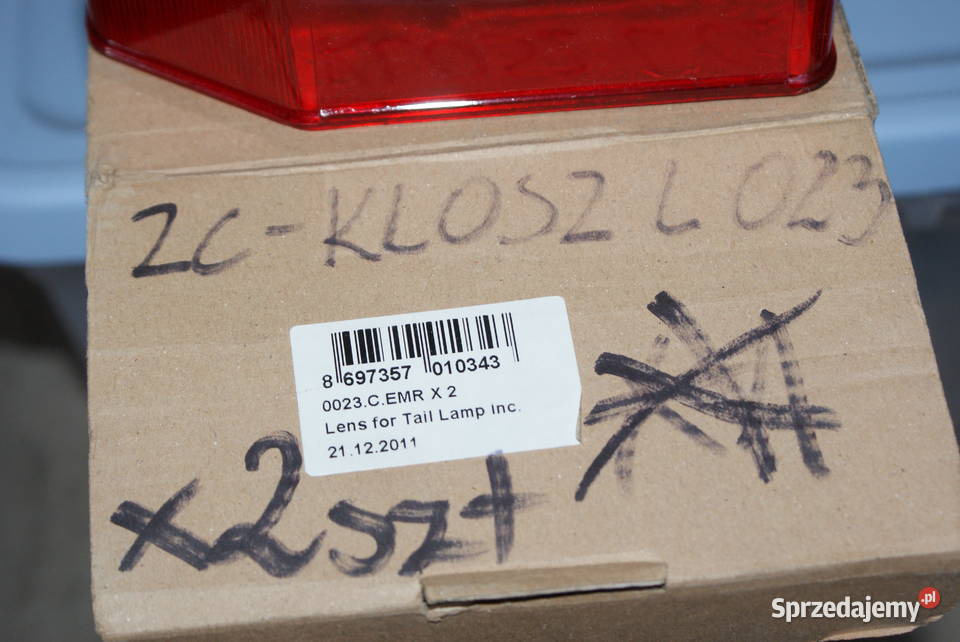 ZC-KLOSZ L 023
8 697357 010343
0023.C.EMR X 2
Lens for Tail Lamp Inc.
21.12.2011
x2szt
Sprzedajemy.pl